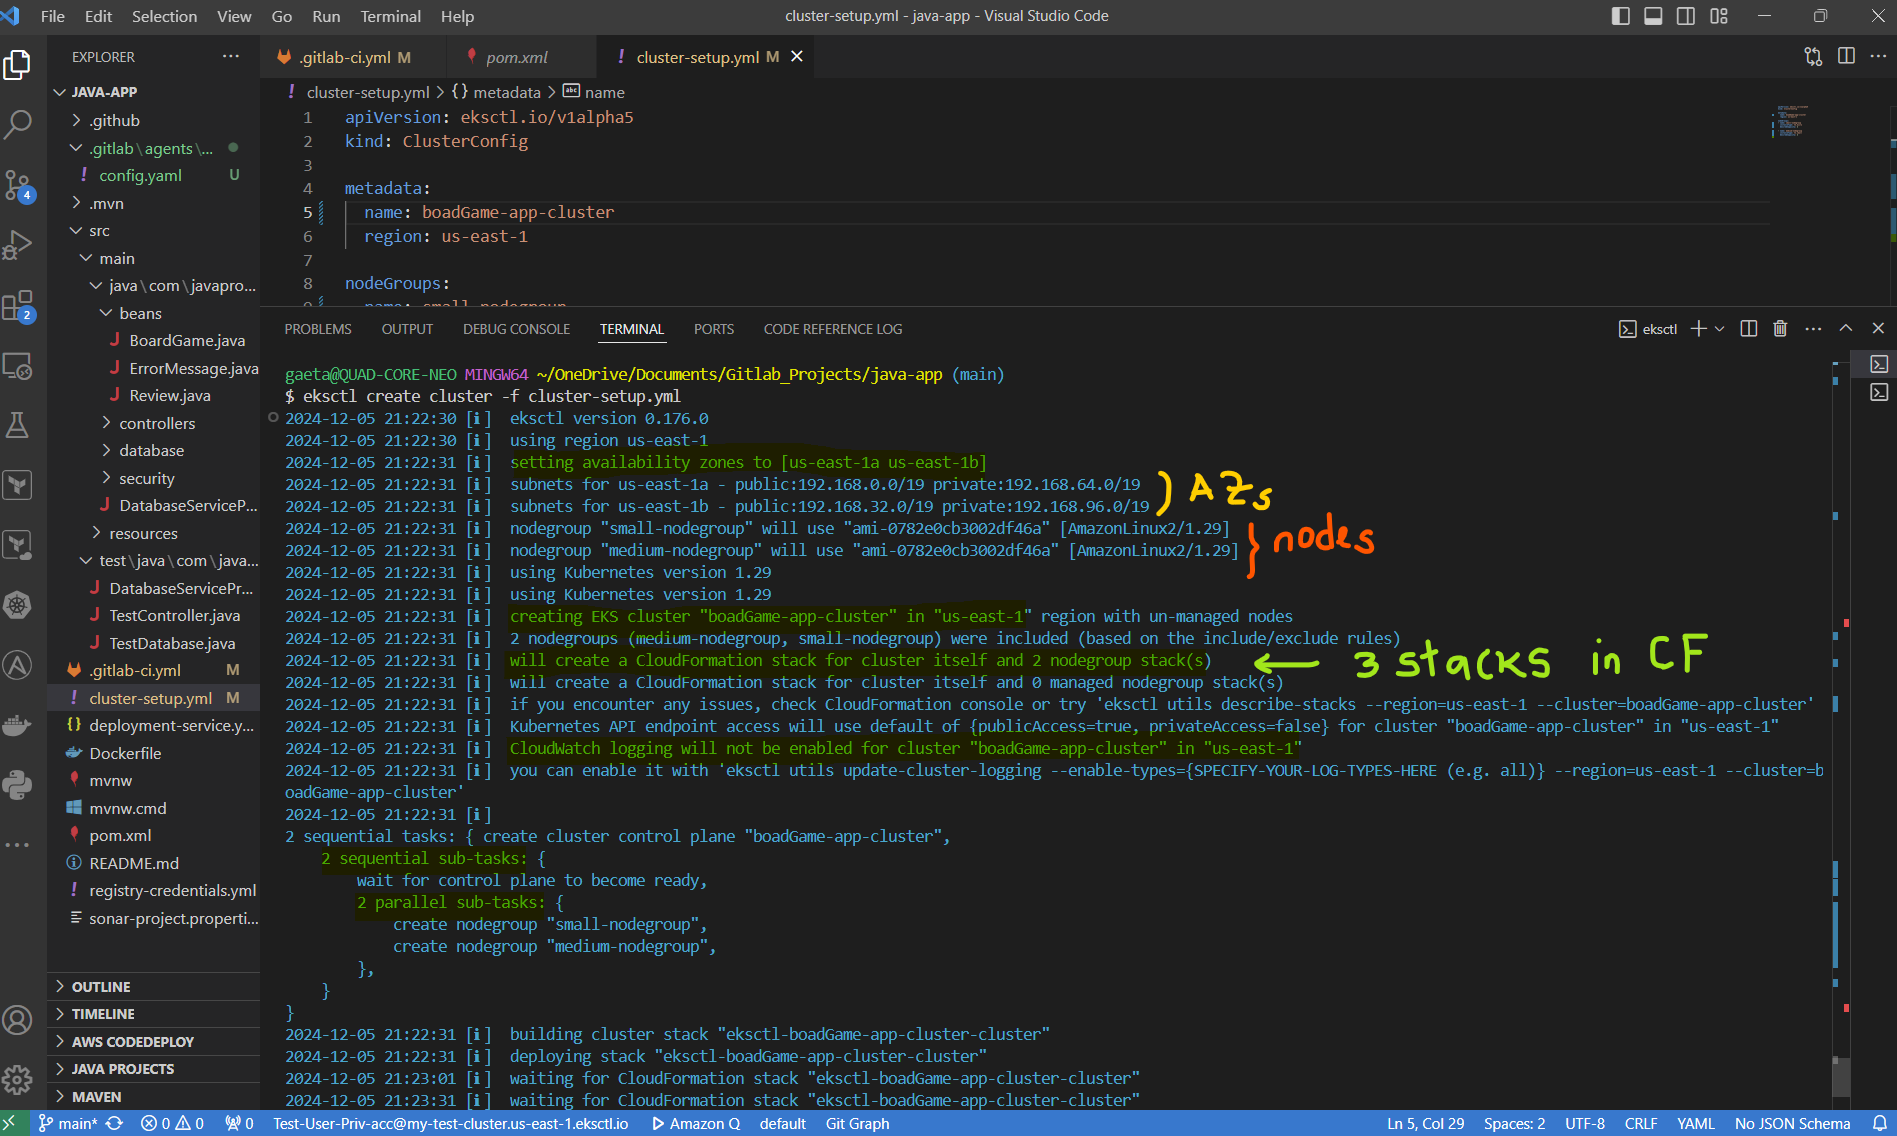 File Edit Selection View Go Run Terminal Help
cluster-setup.yml - java-app - Visual Studio Code
EXPLORER
.gitlab-ci.yml M
pom.xml
! cluster-setup.yml M
JAVA-APP
.github
.gitlab\agents\...
! config.yaml U
.mvn
src
main
java\com\javapro...
beans
J BoardGame.java
J ErrorMessage.java
J Review.java
controllers
database
security
J DatabaseServiceP...
resources
test\java\com\java...
J DatabaseServicePr...
J TestController.java
J TestDatabase.java
.gitlab-ci.yml M
! cluster-setup.yml M
{} deployment-service.y...
Dockerfile
mvnw
mvnw.cmd
pom.xml
README.md
! registry-credentials.yml
sonar-project.properti...
OUTLINE
TIMELINE
AWS CODEDEPLOY
JAVA PROJECTS
MAVEN
4
2
! cluster-setup.yml > {} metadata > abc name
1 apiVersion: eksctl.io/v1alpha5
2 kind: ClusterConfig
3
4 metadata:
5 name: boadGame-app-cluster
6 region: us-east-1
7
8 nodeGroups:
9 - name: small-nodegroup
PROBLEMS OUTPUT DEBUG CONSOLE TERMINAL PORTS CODE REFERENCE LOG
eksctl
gaeta@QUAD-CORE-NEO MINGW64 ~/OneDrive/Documents/Gitlab_Projects/java-app (main)
$ eksctl create cluster -f cluster-setup.yml
2024-12-05 21:22:30 [ℹ] eksctl version 0.176.0
2024-12-05 21:22:30 [ℹ] using region us-east-1
2024-12-05 21:22:31 [ℹ] setting availability zones to [us-east-1a us-east-1b]
2024-12-05 21:22:31 [ℹ] subnets for us-east-1a - public:192.168.0.0/19 private:192.168.64.0/19
2024-12-05 21:22:31 [ℹ] subnets for us-east-1b - public:192.168.32.0/19 private:192.168.96.0/19
) AZs
2024-12-05 21:22:31 [ℹ] nodegroup "small-nodegroup" will use "ami-0782e0cb3002df46a" [AmazonLinux2/1.29]
2024-12-05 21:22:31 [ℹ] nodegroup "medium-nodegroup" will use "ami-0782e0cb3002df46a" [AmazonLinux2/1.29]
} nodes
2024-12-05 21:22:31 [ℹ] using Kubernetes version 1.29
2024-12-05 21:22:31 [ℹ] using Kubernetes version 1.29
2024-12-05 21:22:31 [ℹ] creating EKS cluster "boadGame-app-cluster" in "us-east-1" region with un-managed nodes
2024-12-05 21:22:31 [ℹ] 2 nodegroups (medium-nodegroup, small-nodegroup) were included (based on the include/exclude rules)
2024-12-05 21:22:31 [ℹ] will create a CloudFormation stack for cluster itself and 2 nodegroup stack(s)
← 3 stacks in CF
2024-12-05 21:22:31 [ℹ] will create a CloudFormation stack for cluster itself and 0 managed nodegroup stack(s)
2024-12-05 21:22:31 [ℹ] if you encounter any issues, check CloudFormation console or try 'eksctl utils describe-stacks --region=us-east-1 --cluster=boadGame-app-cluster'
2024-12-05 21:22:31 [ℹ] Kubernetes API endpoint access will use default of {publicAccess=true, privateAccess=false} for cluster "boadGame-app-cluster" in "us-east-1"
2024-12-05 21:22:31 [ℹ] CloudWatch logging will not be enabled for cluster "boadGame-app-cluster" in "us-east-1"
2024-12-05 21:22:31 [ℹ] you can enable it with 'eksctl utils update-cluster-logging --enable-types={SPECIFY-YOUR-LOG-TYPES-HERE (e.g. all)} --region=us-east-1 --cluster=b
oadGame-app-cluster'
2024-12-05 21:22:31 [ℹ]
2 sequential tasks: { create cluster control plane "boadGame-app-cluster",
2 sequential sub-tasks: {
wait for control plane to become ready,
2 parallel sub-tasks: {
create nodegroup "small-nodegroup",
create nodegroup "medium-nodegroup",
},
}
}
2024-12-05 21:22:31 [ℹ] building cluster stack "eksctl-boadGame-app-cluster-cluster"
2024-12-05 21:22:31 [ℹ] deploying stack "eksctl-boadGame-app-cluster-cluster"
2024-12-05 21:23:01 [ℹ] waiting for CloudFormation stack "eksctl-boadGame-app-cluster-cluster"
2024-12-05 21:23:31 [ℹ] waiting for CloudFormation stack "eksctl-boadGame-app-cluster-cluster"
main* 0 0 0 Test-User-Priv-acc@my-test-cluster.us-east-1.eksctl.io Amazon Q default Git Graph Ln 5, Col 29 Spaces: 2 UTF-8 CRLF YAML No JSON Schema